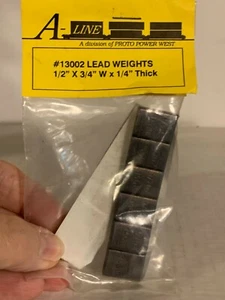 A-LINE
A division of PROTO POWER WEST
#13002 LEAD WEIGHTS
1/2" X 3/4" W x 1/4" Thick